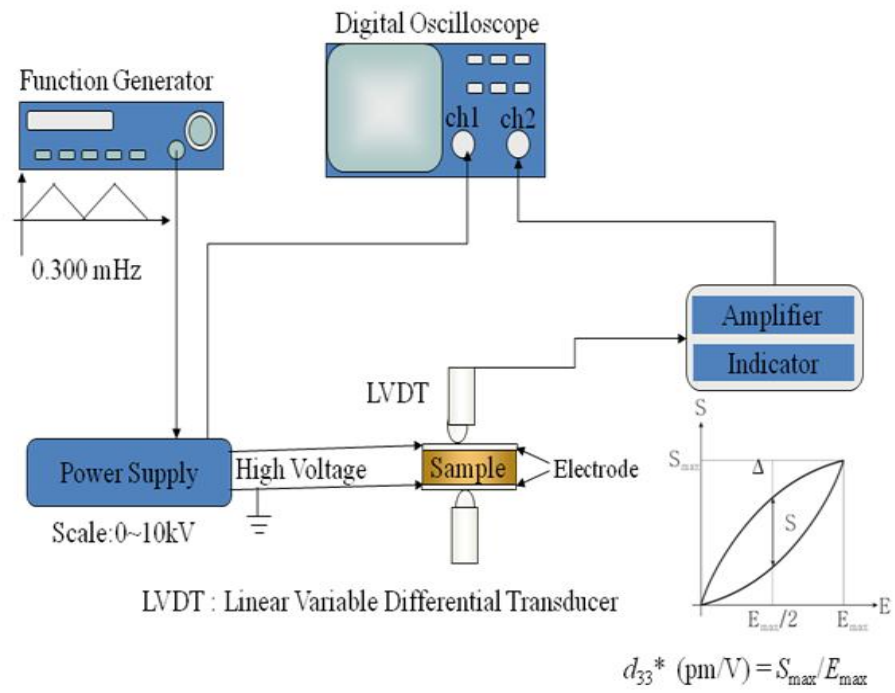 Digital Oscilloscope
Function Generator
ch1 ch2
0.300 mHz
Amplifier
Indicator
LVDT
Power Supply
High Voltage
Sample
Electrode
Scale:0~10kV
LVDT : Linear Variable Differential Transducer
S
Smax
Δ
S
E
Emax/2
Emax
d33* (pm/V) = Smax/Emax